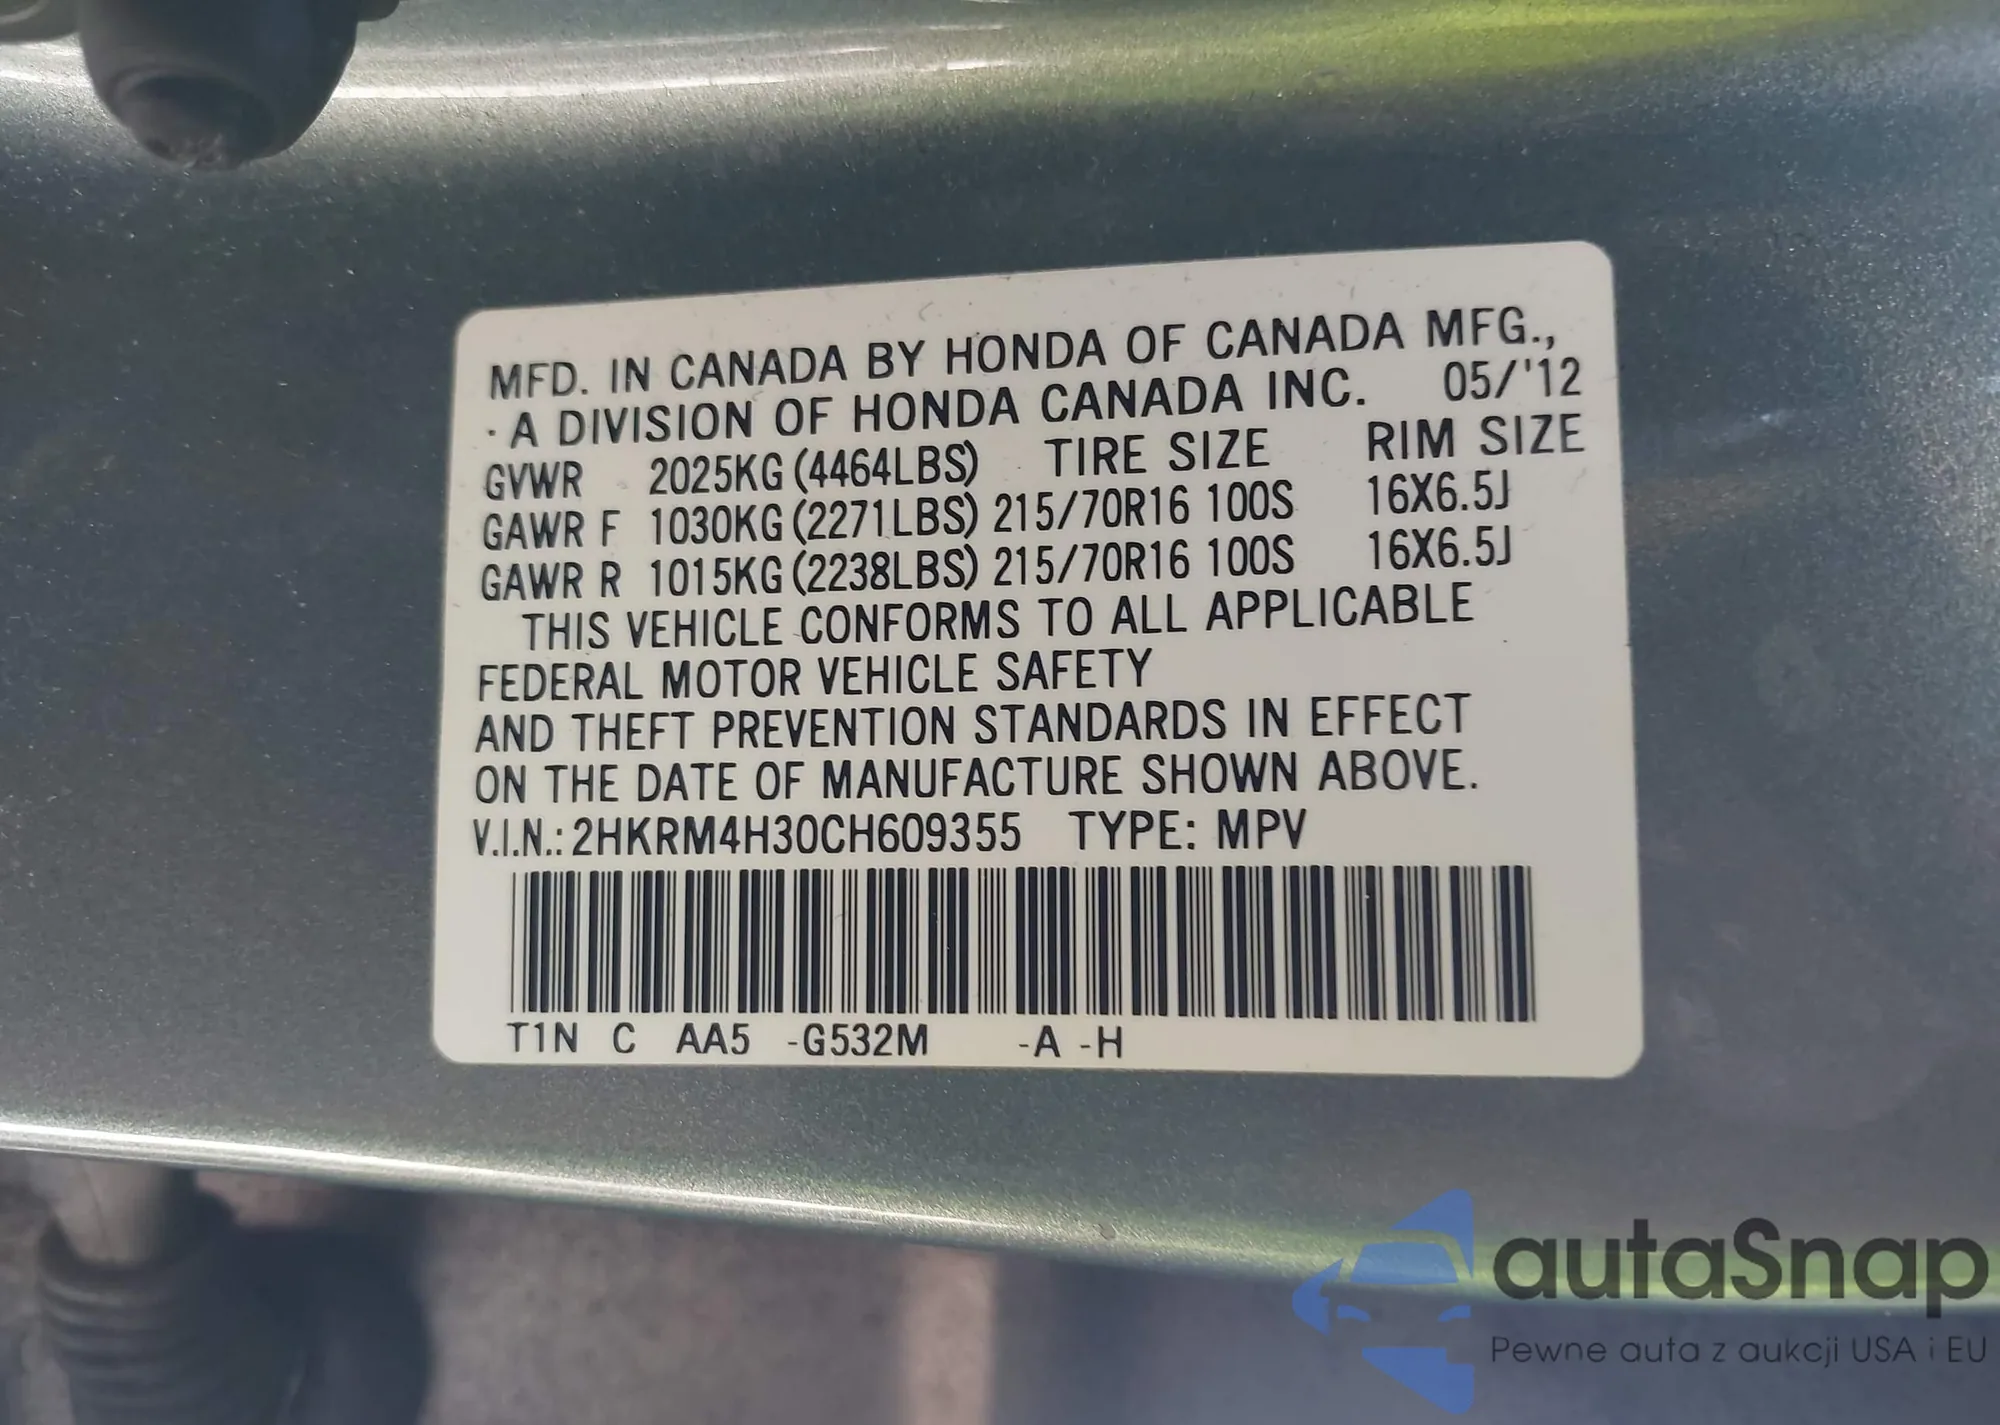 MFD. IN CANADA BY HONDA OF CANADA MFG.,
· A DIVISION OF HONDA CANADA INC. 05/'12
GVWR 2025KG (4464LBS) TIRE SIZE RIM SIZE
GAWR F 1030KG (2271LBS) 215/70R16 100S 16X6.5J
GAWR R 1015KG (2238LBS) 215/70R16 100S 16X6.5J
THIS VEHICLE CONFORMS TO ALL APPLICABLE
FEDERAL MOTOR VEHICLE SAFETY
AND THEFT PREVENTION STANDARDS IN EFFECT
ON THE DATE OF MANUFACTURE SHOWN ABOVE.
V.I.N.: 2HKRM4H30CH609355 TYPE: MPV
T1N C AA5 -G532M -A -H
autaSnap
Pewne auta z aukcji USA i EU